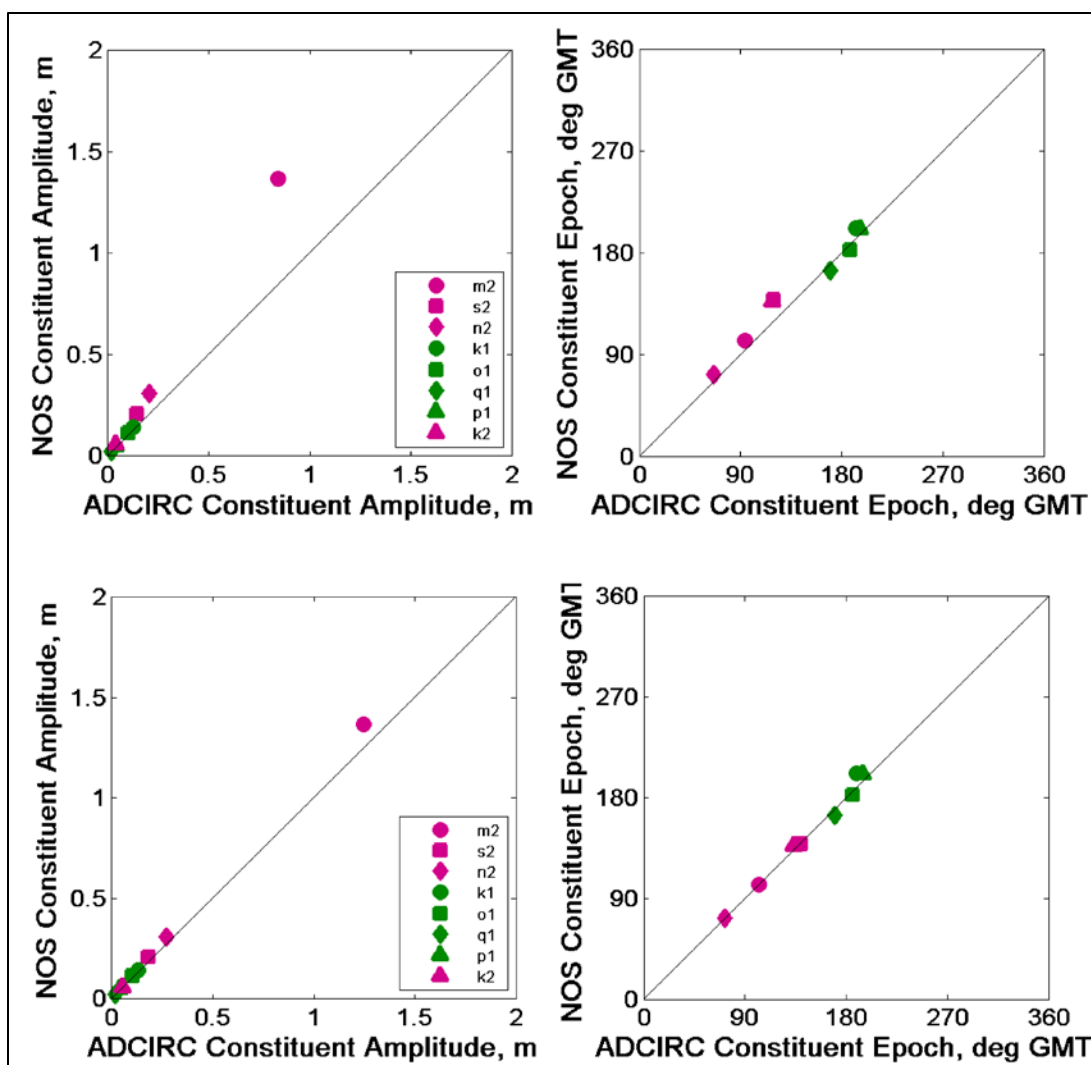 2
1.5
1
0.5
0
0
0.5
1
1.5
2
NOS Constituent Amplitude, m
ADCIRC Constituent Amplitude, m
m2
s2
n2
k1
o1
q1
p1
k2
360
270
180
90
0
0
90
180
270
360
NOS Constituent Epoch, deg GMT
ADCIRC Constituent Epoch, deg GMT
2
1.5
1
0.5
0
0
0.5
1
1.5
2
NOS Constituent Amplitude, m
ADCIRC Constituent Amplitude, m
m2
s2
n2
k1
o1
q1
p1
k2
360
270
180
90
0
0
90
180
270
360
NOS Constituent Epoch, deg GMT
ADCIRC Constituent Epoch, deg GMT